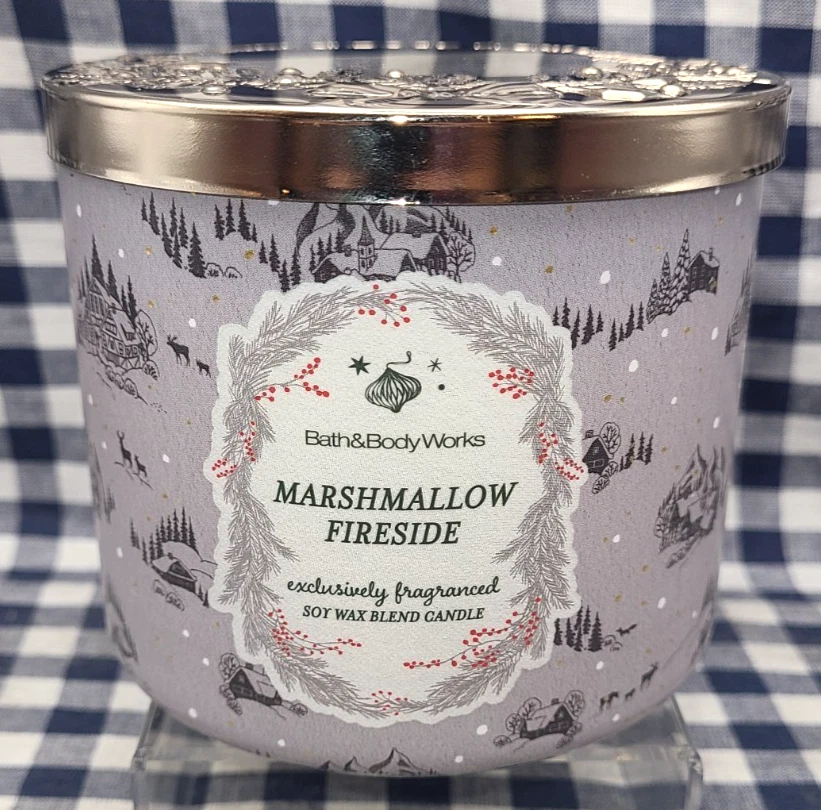 Bath&BodyWorks
MARSHMALLOW
FIRESIDE
exclusively fragranced
SOY WAX BLEND CANDLE